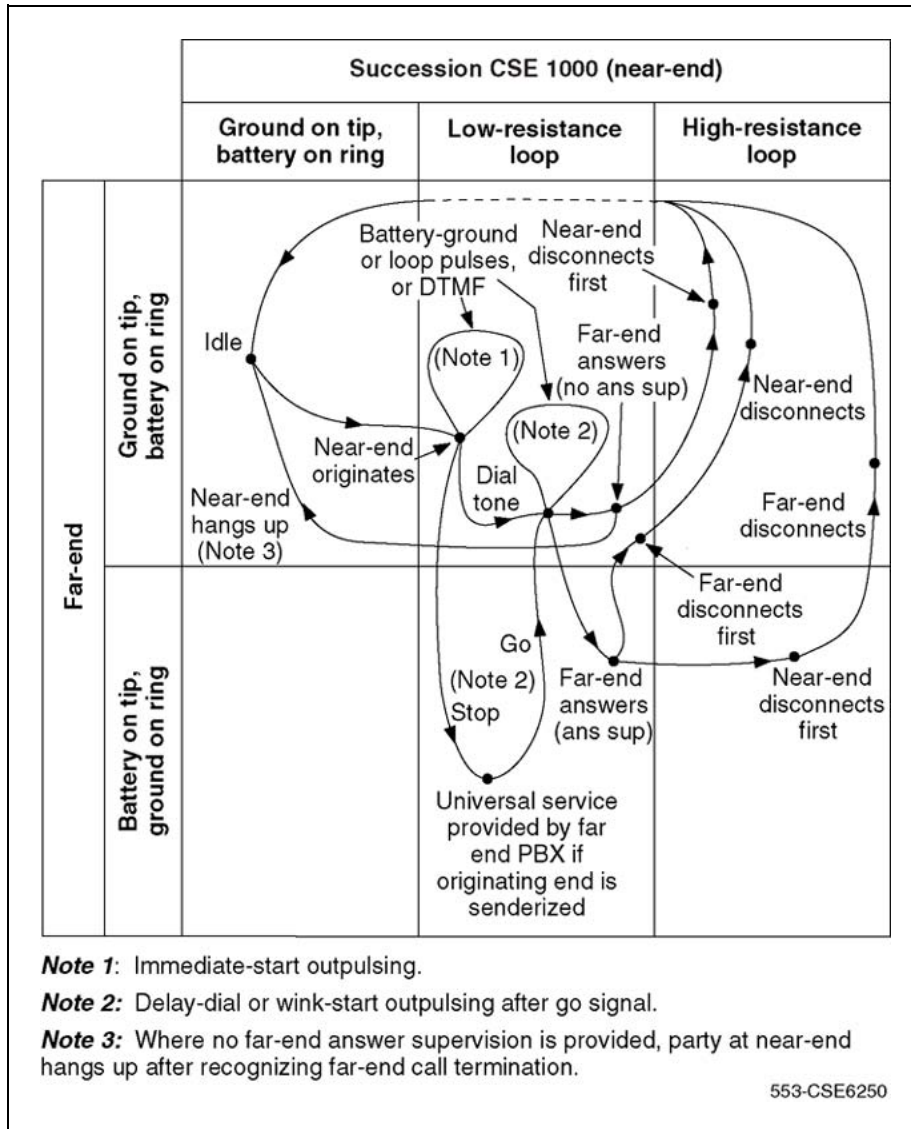 Succession CSE 1000 (near-end)
Ground on tip,
battery on ring
Low-resistance
loop
High-resistance
loop
Far-end
Ground on tip,
battery on ring
Battery on tip,
ground on ring
Idle
Battery-ground
or loop pulses,
or DTMF
(Note 1)
Near-end
originates
Near-end
hangs up
(Note 3)
Dial
tone
(Note 2)
Far-end
answers
(no ans sup)
Near-end
disconnects
first
Near-end
disconnects
Far-end
disconnects
Far-end
disconnects
first
Go
(Note 2)
Stop
Far-end
answers
(ans sup)
Near-end
disconnects
first
Universal service
provided by far
end PBX if
originating end is
senderized
Note 1: Immediate-start outpulsing.
Note 2: Delay-dial or wink-start outpulsing after go signal.
Note 3: Where no far-end answer supervision is provided, party at near-end
hangs up after recognizing far-end call termination.
553-CSE6250